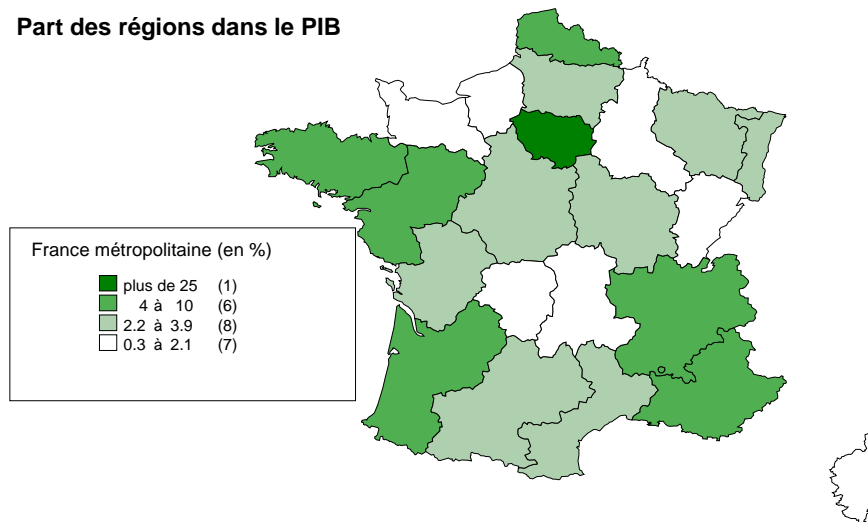 Part des régions dans le PIB
France métropolitaine (en %)
plus de 25 (1)
4 à 10 (6)
2.2 à 3.9 (8)
0.3 à 2.1 (7)